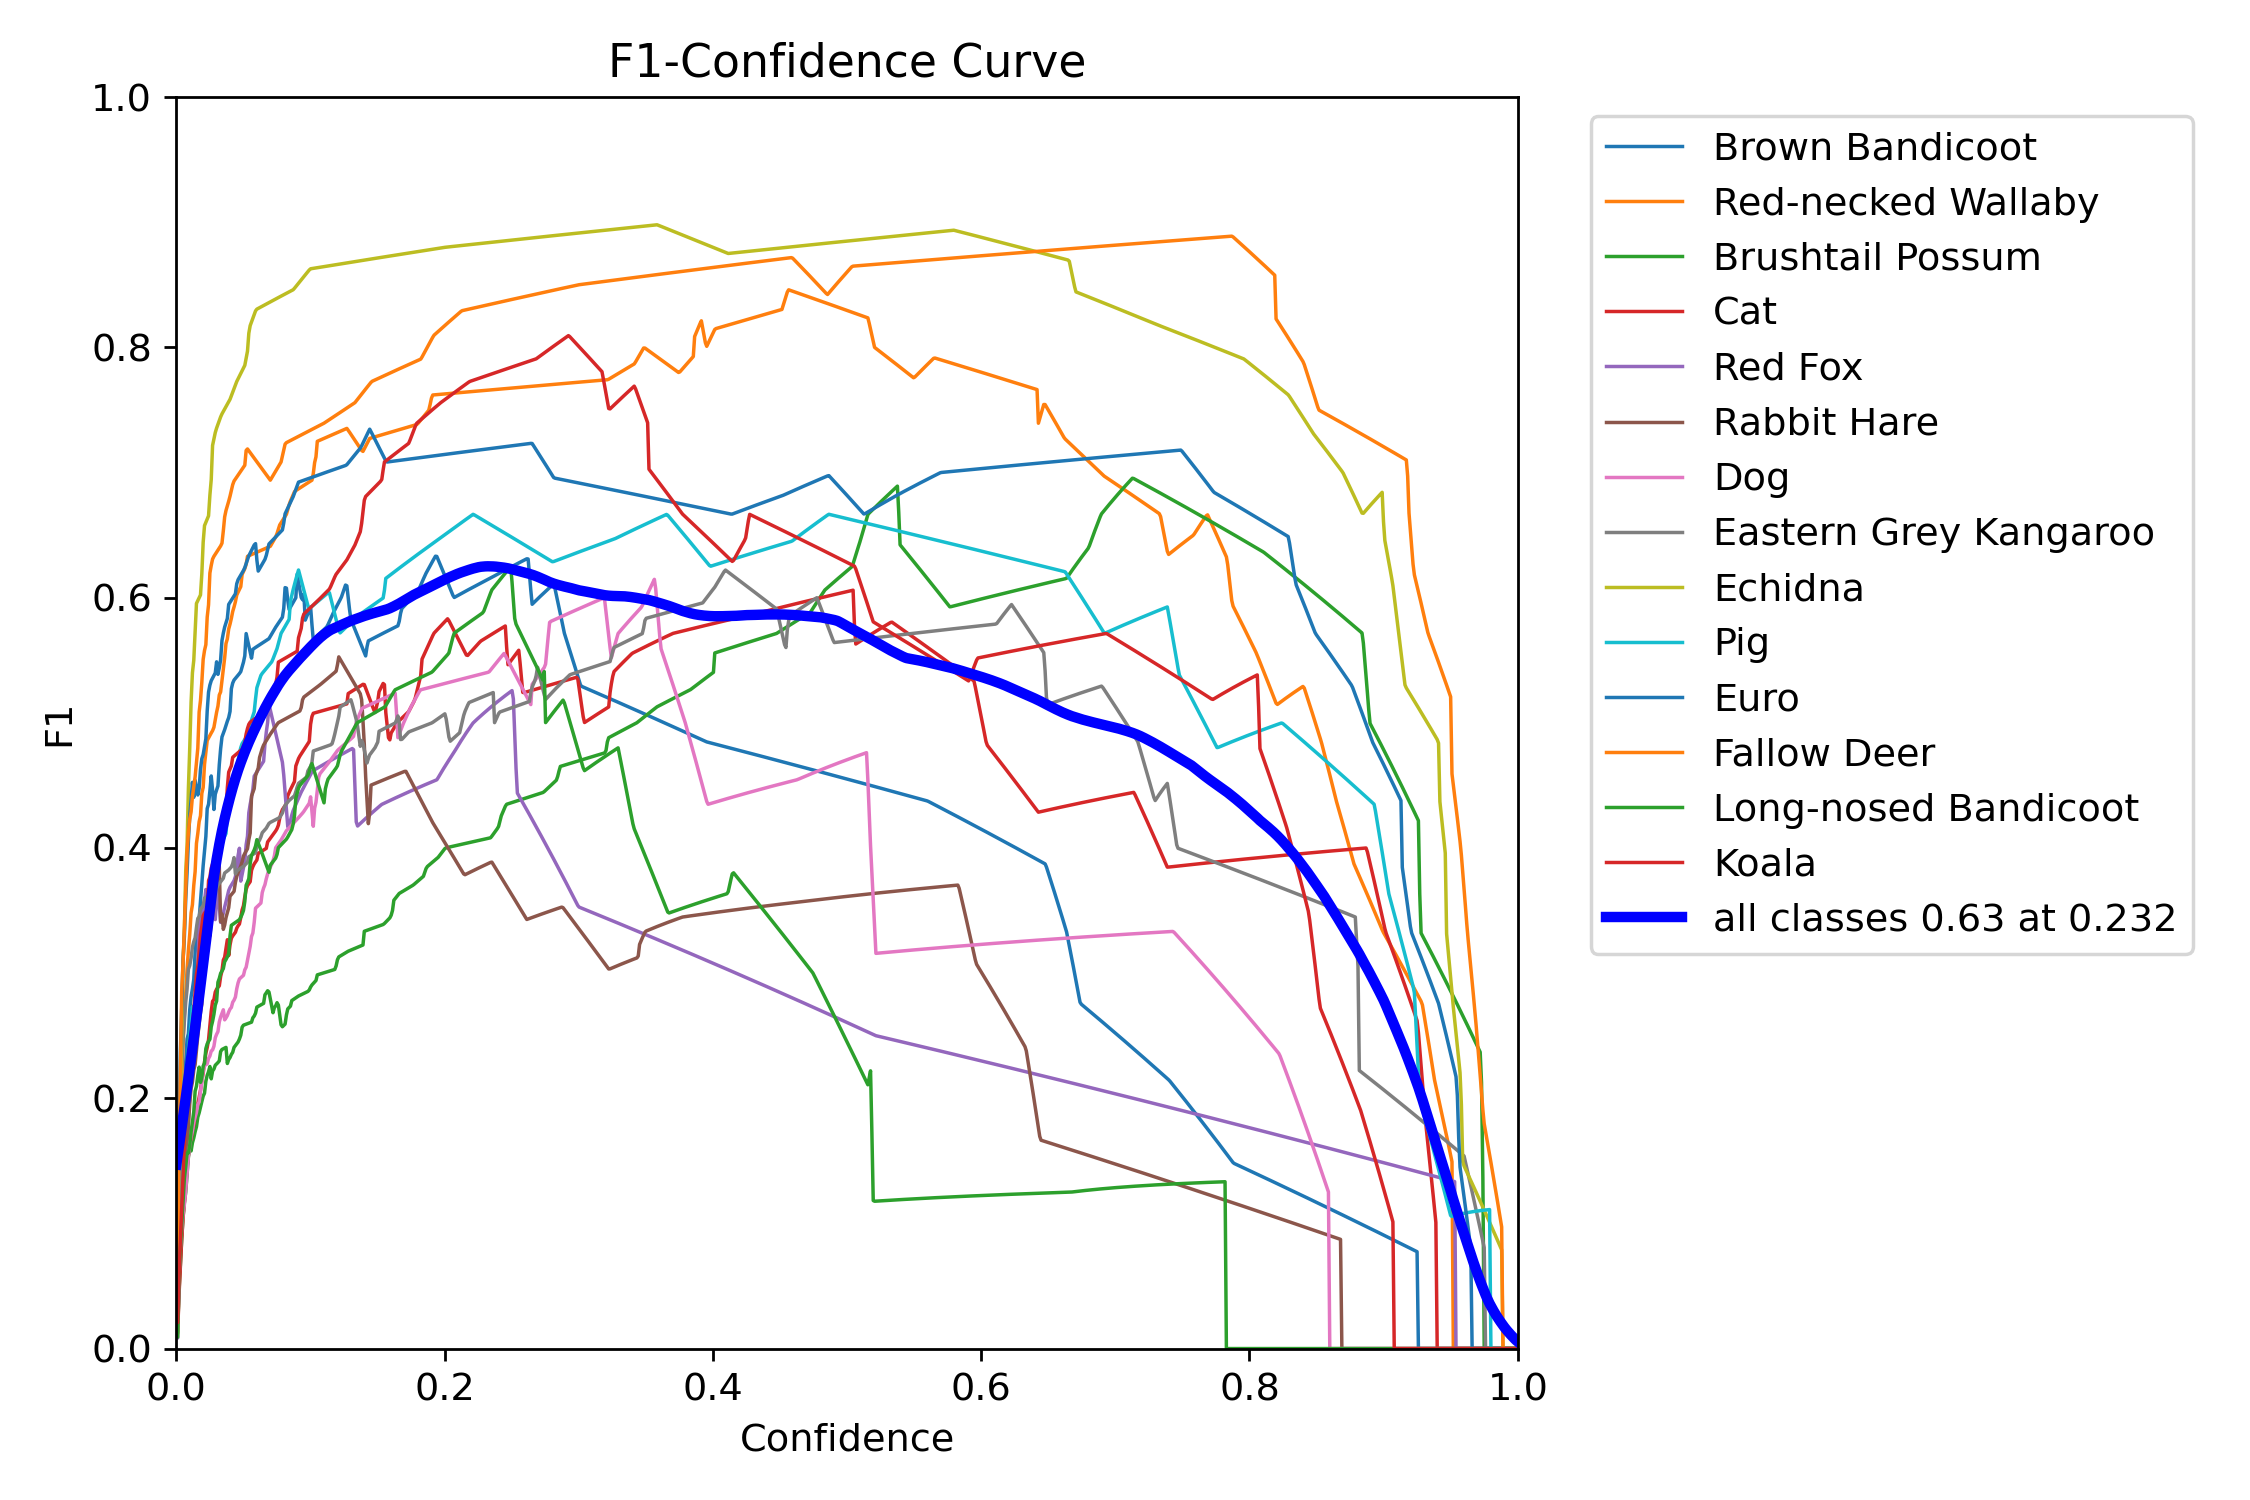 F1-Confidence Curve
1.0
0.8
0.6
0.4
0.2
0.0
F1
0.0 0.2 0.4 0.6 0.8 1.0
Confidence
Brown Bandicoot
Red-necked Wallaby
Brushtail Possum
Cat
Red Fox
Rabbit Hare
Dog
Eastern Grey Kangaroo
Echidna
Pig
Euro
Fallow Deer
Long-nosed Bandicoot
Koala
all classes 0.63 at 0.232